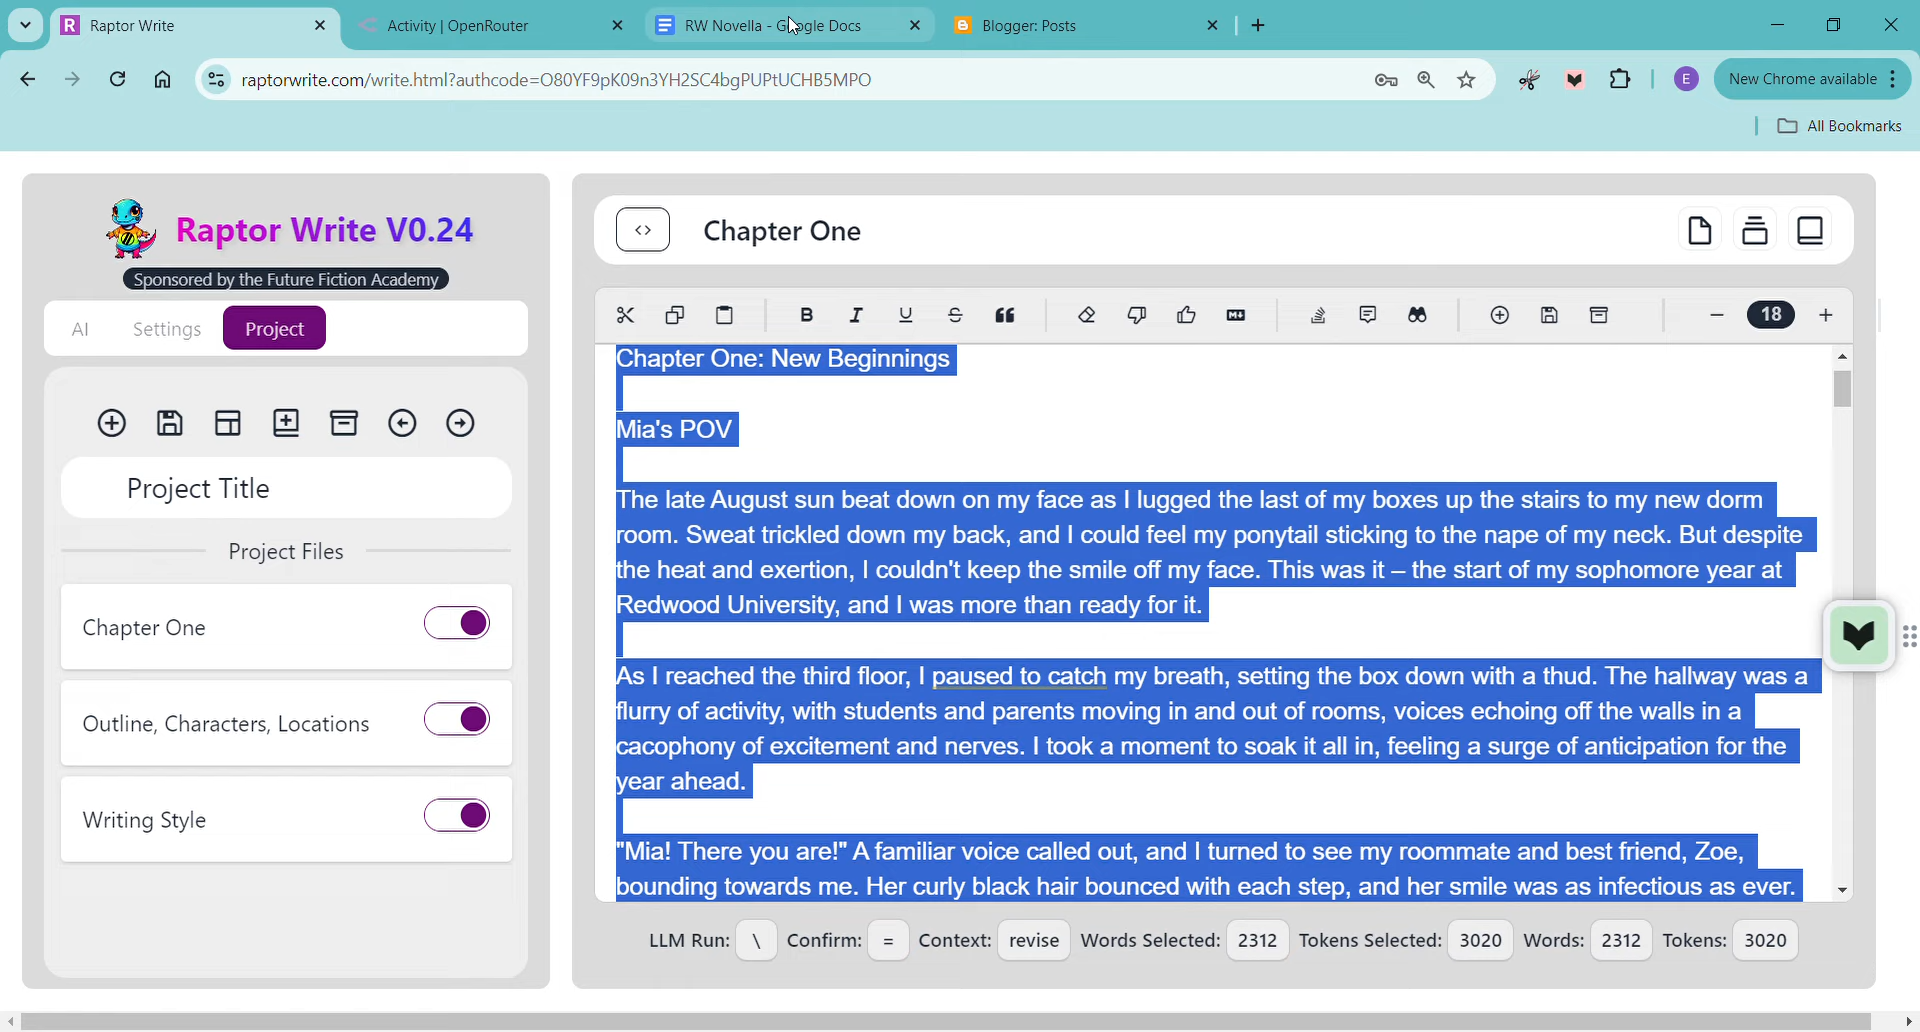 Raptor Write
Activity | OpenRouter
RW Novella - Google Docs
Blogger: Posts
raptorwrite.com/write.html?authcode=O80YF9pK09n3YH2SC4bgPUPtUCHB5MPO
E
New Chrome available
All Bookmarks
Raptor Write V0.24
Sponsored by the Future Fiction Academy
AI Settings Project
Project Title
Project Files
Chapter One
Outline, Characters, Locations
Writing Style
<> Chapter One
B I U S 18
Chapter One: New Beginnings
Mia's POV
The late August sun beat down on my face as I lugged the last of my boxes up the stairs to my new dorm
room. Sweat trickled down my back, and I could feel my ponytail sticking to the nape of my neck. But despite
the heat and exertion, I couldn't keep the smile off my face. This was it – the start of my sophomore year at
Redwood University, and I was more than ready for it.
As I reached the third floor, I paused to catch my breath, setting the box down with a thud. The hallway was a
flurry of activity, with students and parents moving in and out of rooms, voices echoing off the walls in a
cacophony of excitement and nerves. I took a moment to soak it all in, feeling a surge of anticipation for the
year ahead.
"Mia! There you are!" A familiar voice called out, and I turned to see my roommate and best friend, Zoe,
bounding towards me. Her curly black hair bounced with each step, and her smile was as infectious as ever.
LLM Run: \ Confirm: = Context: revise Words Selected: 2312 Tokens Selected: 3020 Words: 2312 Tokens: 3020